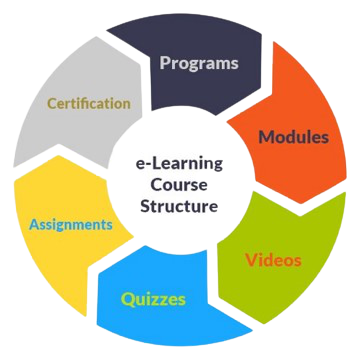 Programs
Modules
Videos
Quizzes
Assignments
Certification
e-Learning
Course
Structure